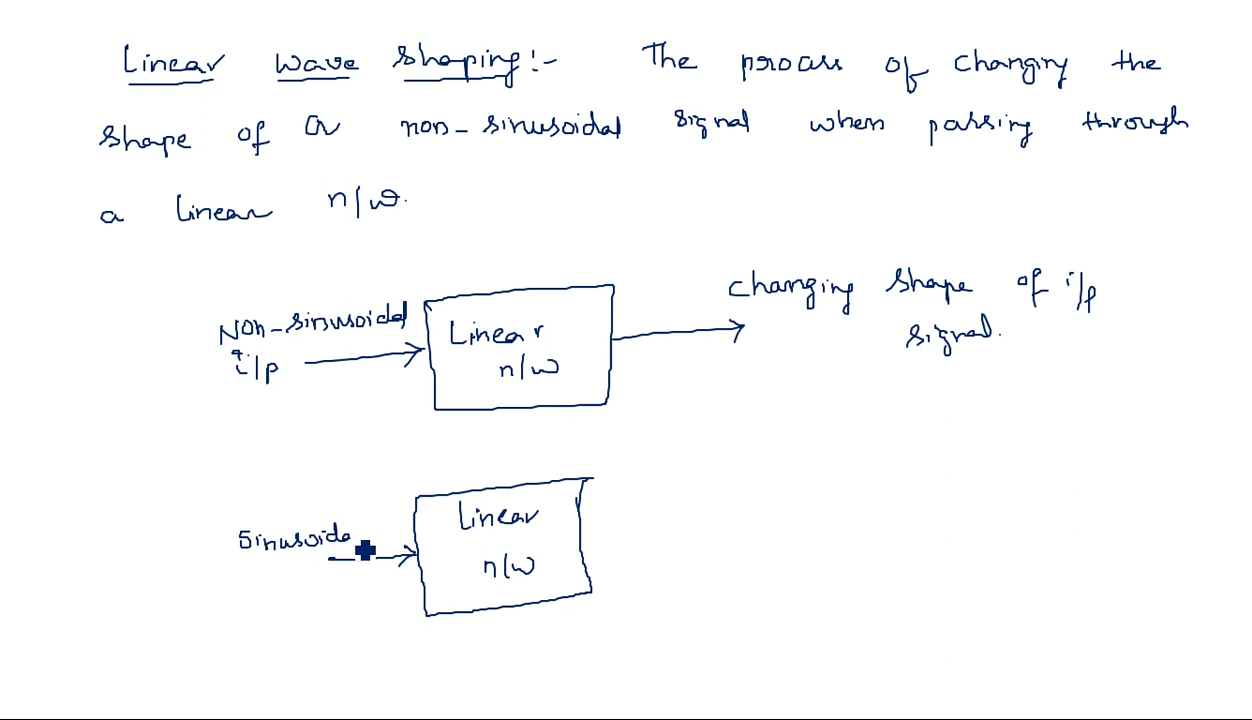 Linear wave shaping:- The process of changing the
shape of a non-sinusoidal signal when passing through
a linear n/w.
Non-sinusoidal
i/p
Linear
n/w
changing shape of i/p
signal.
Sinusoida
Linear
n/w